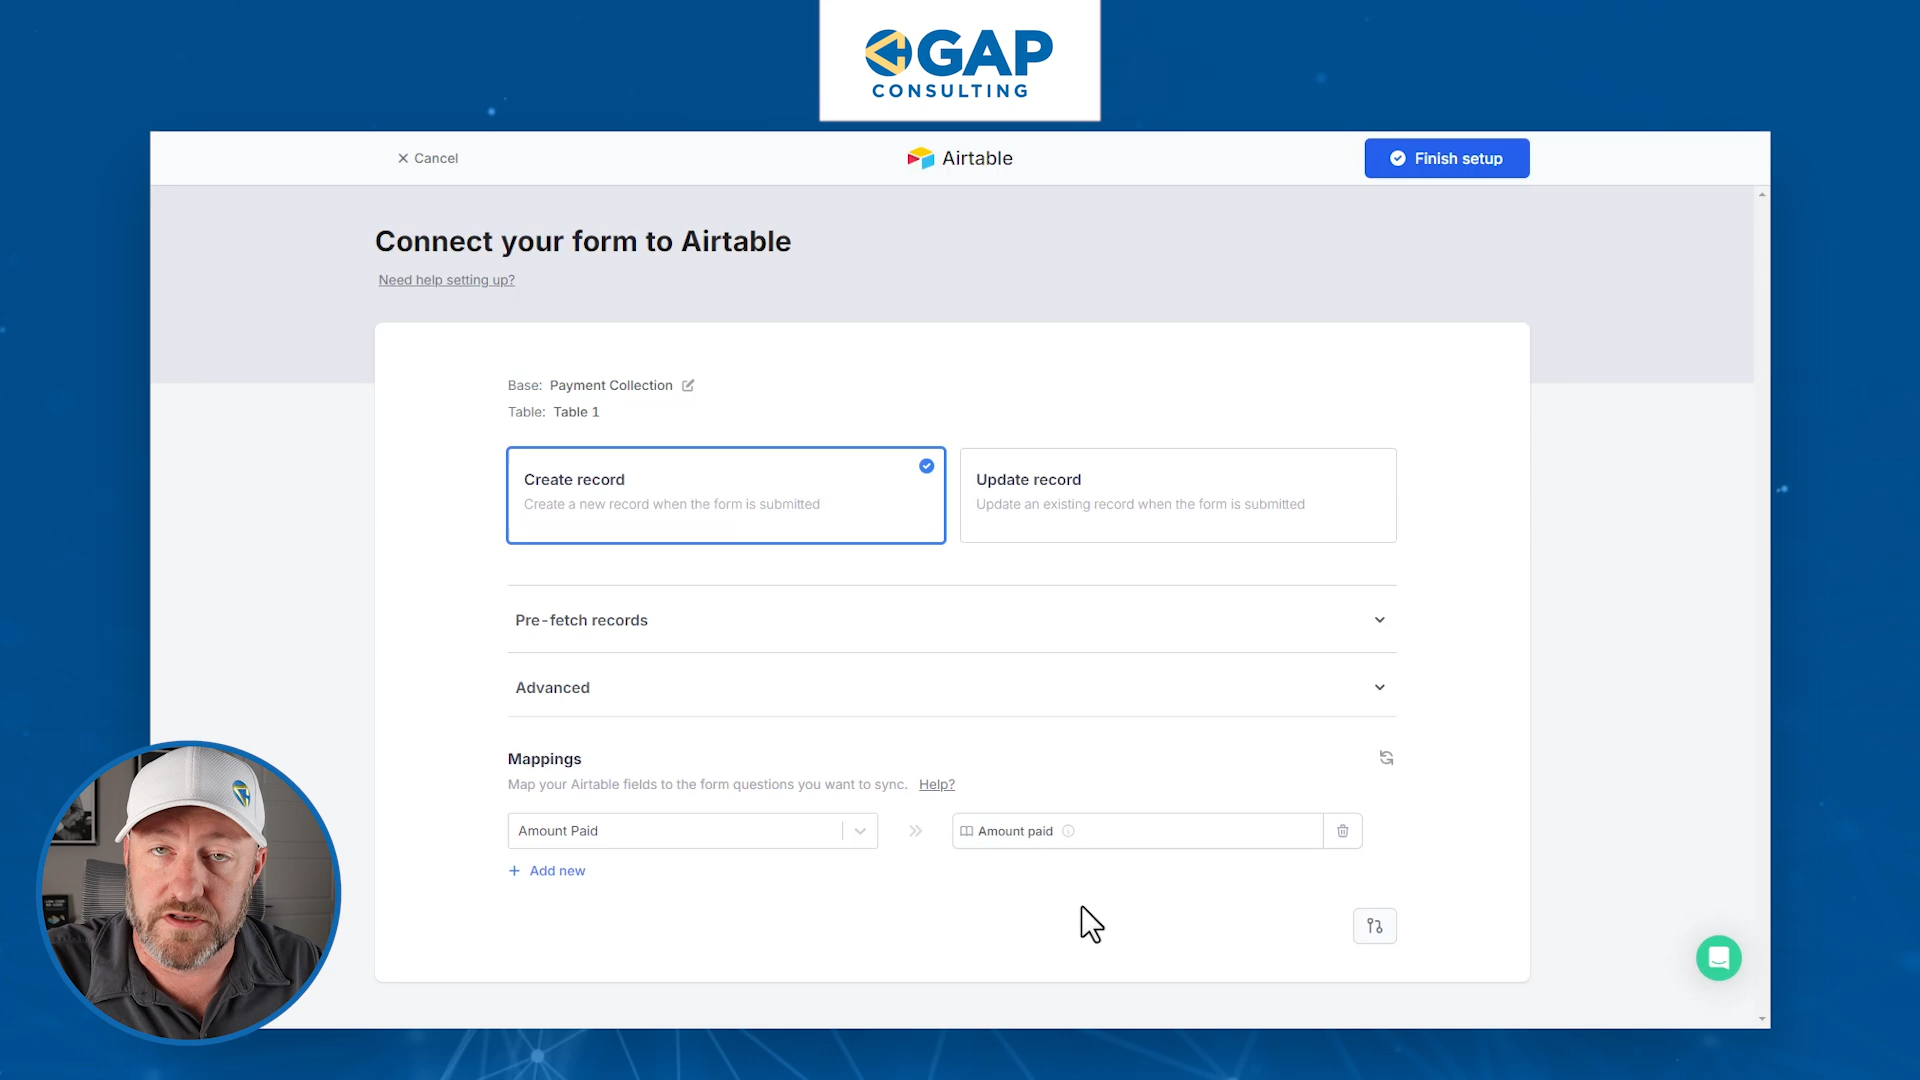 GAP
CONSULTING
Cancel
Airtable
Finish setup
Connect your form to Airtable
Need help setting up?
Base: Payment Collection
Table: Table 1
Create record
Create a new record when the form is submitted
Update record
Update an existing record when the form is submitted
Pre-fetch records
Advanced
Mappings
Map your Airtable fields to the form questions you want to sync. Help?
Amount Paid
Amount paid
+ Add new